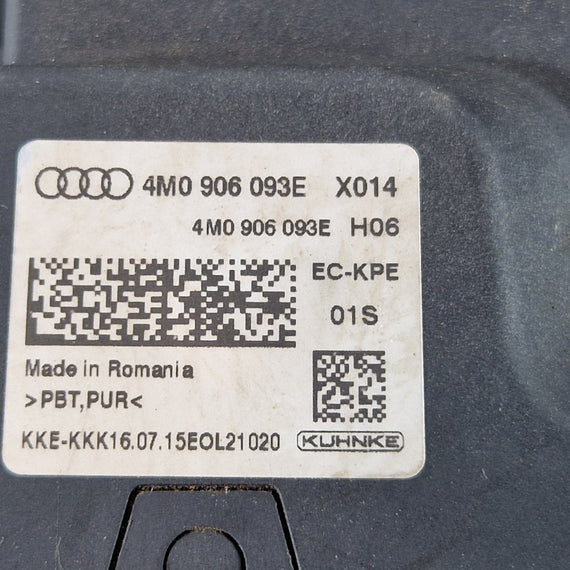 4M0 906 093E X014
4M0 906 093E H06
EC-KPE
01S
Made in Romania
>PBT,PUR<
KKE-KKK16.07.15EOL21020 KUHNKE